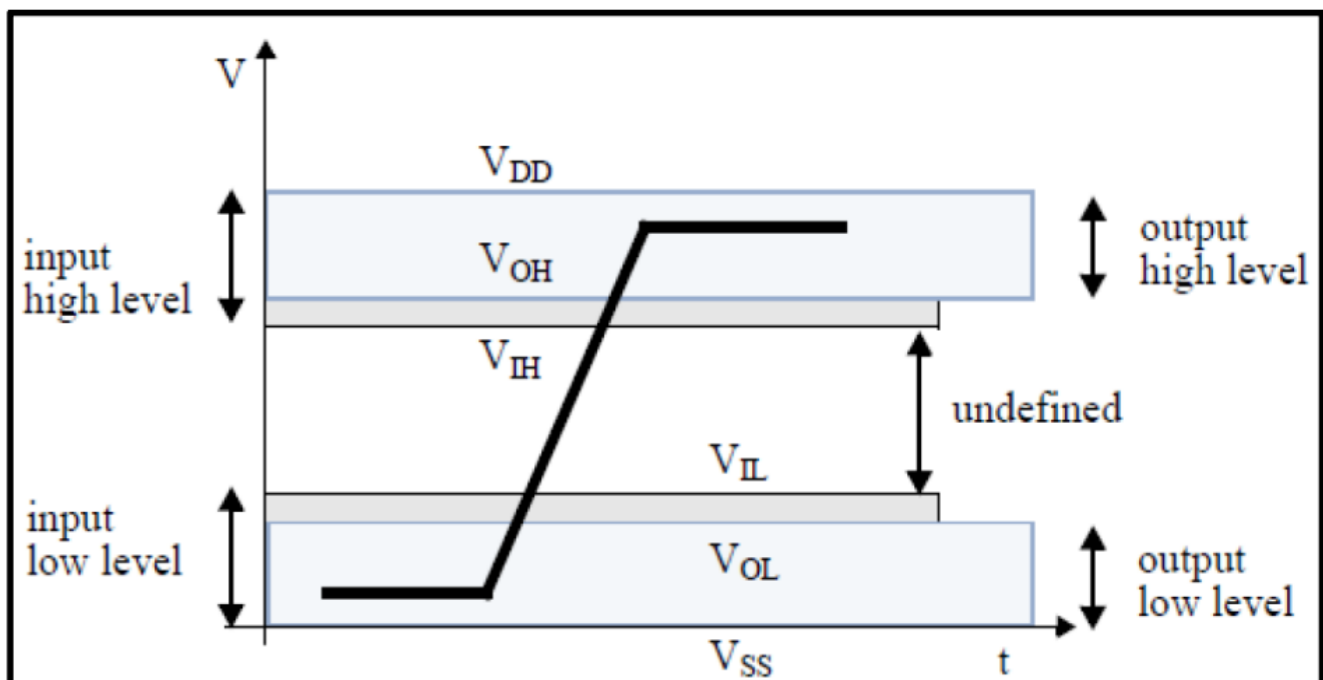 V
V_DD
input
high level
V_OH
output
high level
V_IH
undefined
V_IL
input
low level
V_OL
output
low level
V_SS
t